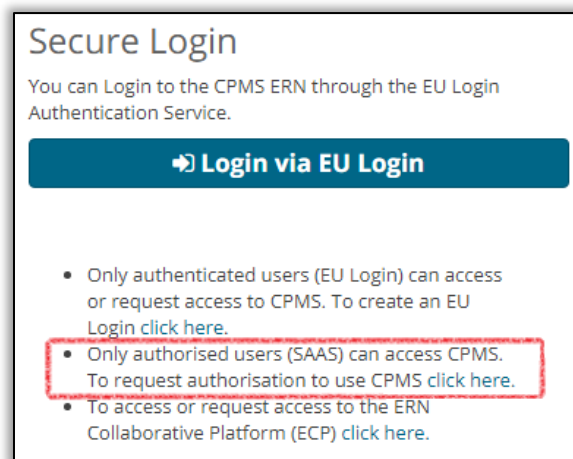 Secure Login
You can Login to the CPMS ERN through the EU Login
Authentication Service.
Login via EU Login
Only authenticated users (EU Login) can access
or request access to CPMS. To create an EU
Login click here.
Only authorised users (SAAS) can access CPMS.
To request authorisation to use CPMS click here.
To access or request access to the ERN
Collaborative Platform (ECP) click here.